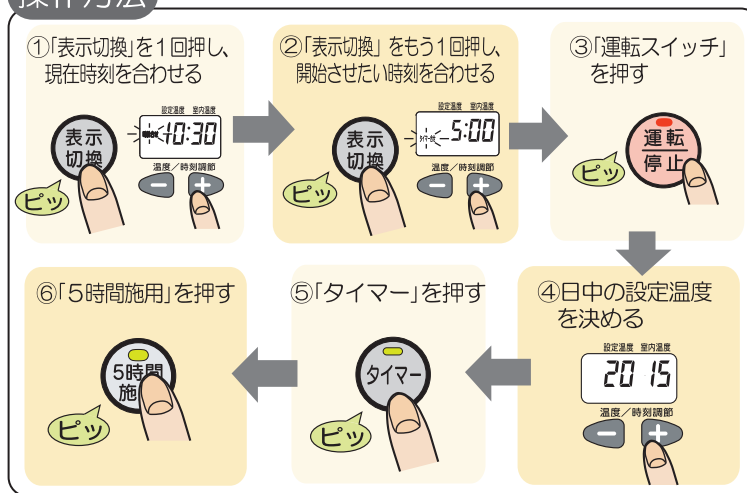 操作方法
①「表示切換」を1回押し、
現在時刻を合わせる
設定温度 室内温度
10:30
表示
切換
温度/時刻調節
− +
ピッ
②「表示切換」をもう1回押し、
開始させたい時刻を合わせる
設定温度 室内温度
5:00
表示
切換
温度/時刻調節
− +
ピッ
③「運転スイッチ」
を押す
運転
停止
ピッ
④日中の設定温度
を決める
設定温度 室内温度
20 15
温度/時刻調節
− +
⑤「タイマー」を押す
タイマー
ピッ
⑥「5時間施用」を押す
5時間
施
ピッ